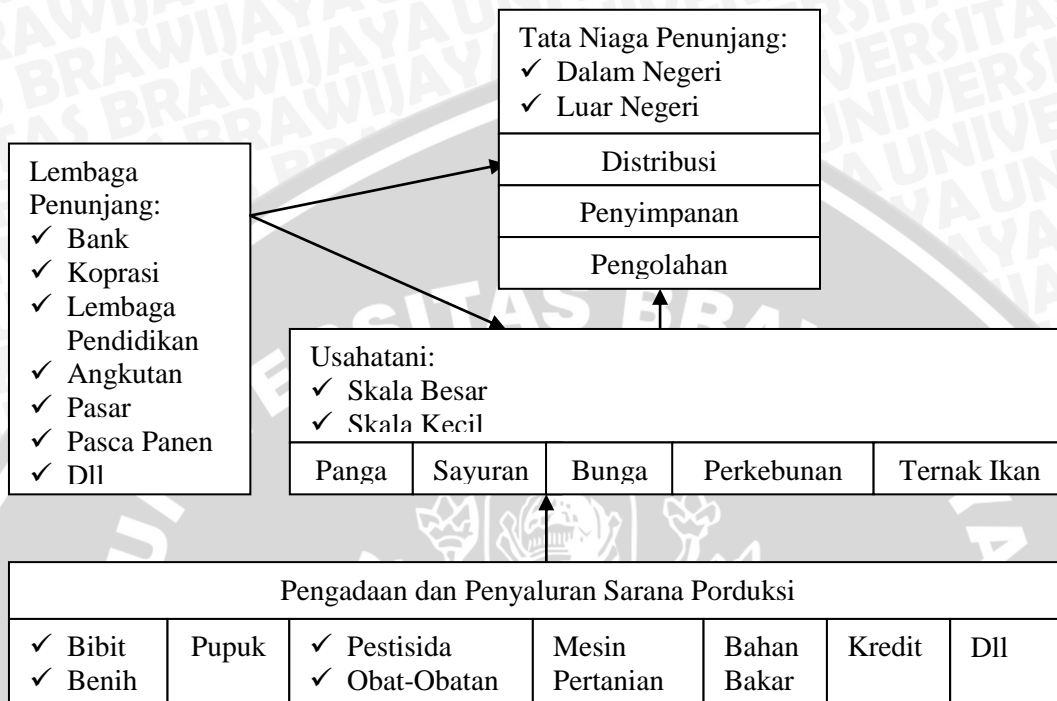 Tata Niaga Penunjang:
✓ Dalam Negeri
✓ Luar Negeri
Distribusi
Penyimpanan
Pengolahan
Lembaga
Penunjang:
✓ Bank
✓ Koprasi
✓ Lembaga
Pendidikan
✓ Angkutan
✓ Pasar
✓ Pasca Panen
✓ Dll
Usahatani:
✓ Skala Besar
✓ Skala Kecil
Panga Sayuran Bunga Perkebunan Ternak Ikan
Pengadaan dan Penyaluran Sarana Porduksi
✓ Bibit
✓ Benih
Pupuk
✓ Pestisida
✓ Obat-Obatan
Mesin
Pertanian
Bahan
Bakar
Kredit
Dll